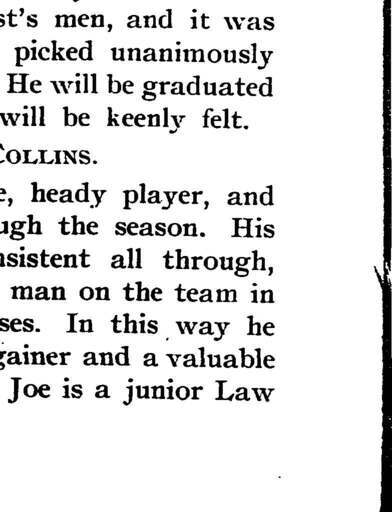 st's men, and it was
picked unanimously
He will be graduated
will be keenly felt.
COLLINS.
e, heady player, and
ugh the season. His
nsistent all through,
man on the team in
ses. In this way he
gainer and a valuable
Joe is a junior Law